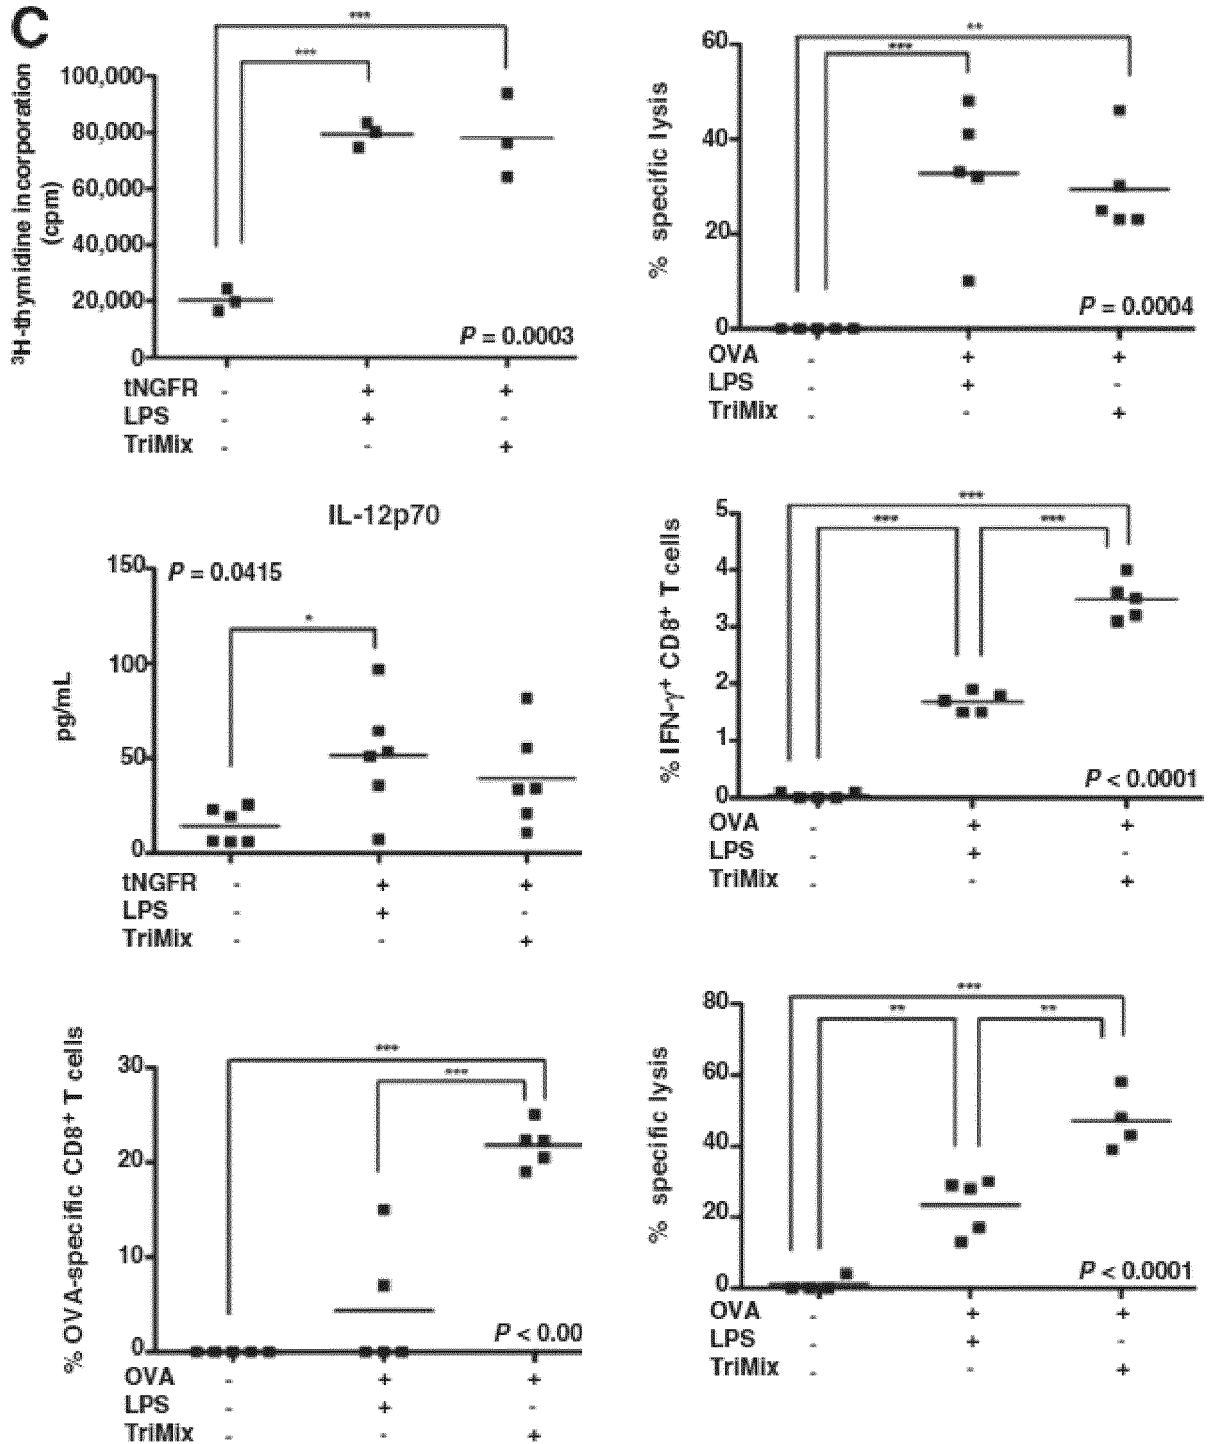 C
***
***
100,000
80,000
60,000
40,000
20,000
0
³H-thymidine incorporation
(cpm)
P = 0.0003
tNGFR - + +
LPS - + -
TriMix - - +
**
***
60
40
20
0
% specific lysis
P = 0.0004
OVA - + +
LPS - + -
TriMix - - +
IL-12p70
150
100
50
0
pg/mL
P = 0.0415
*
tNGFR - + +
LPS - + -
TriMix - - +
***
*** ***
5
4
3
2
1
0
% IFN-γ+ CD8+ T cells
P < 0.0001
OVA - + +
LPS - + -
TriMix - - +
***
***
30
20
10
0
% OVA-specific CD8+ T cells
P < 0.00
OVA - + +
LPS - + -
TriMix - - +
***
** **
80
60
40
20
0
% specific lysis
P < 0.0001
OVA - + +
LPS - + -
TriMix - - +